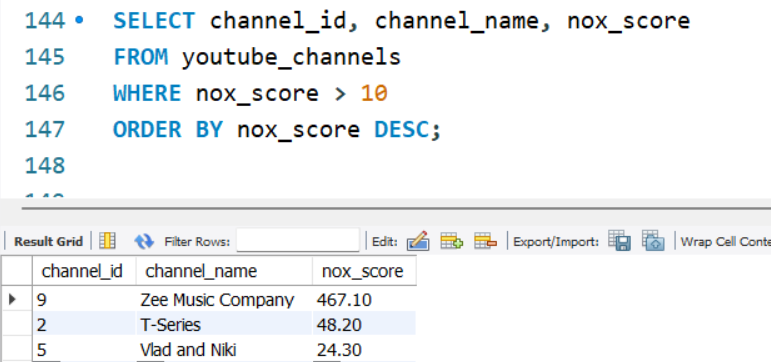 144 SELECT channel_id, channel_name, nox_score
145 FROM youtube_channels
146 WHERE nox_score > 10
147 ORDER BY nox_score DESC;
148
Result Grid Filter Rows: Edit: Export/Import: Wrap Cell Conte
channel_id channel_name nox_score
9 Zee Music Company 467.10
2 T-Series 48.20
5 Vlad and Niki 24.30